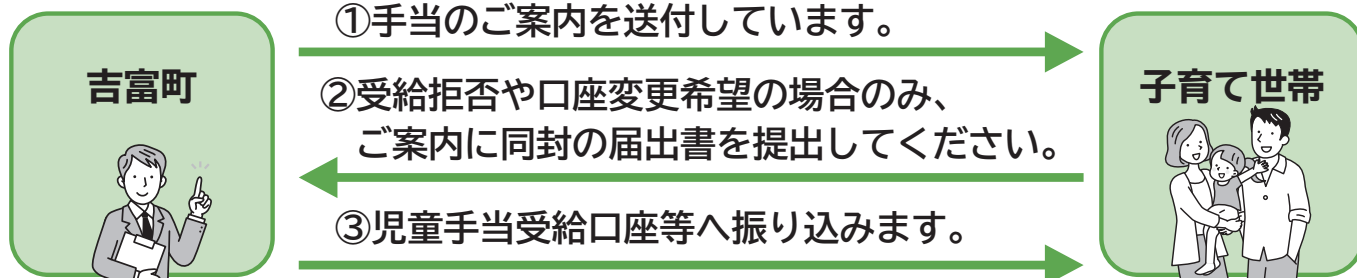 吉富町
①手当のご案内を送付しています。
②受給拒否や口座変更希望の場合のみ、
ご案内に同封の届出書を提出してください。
③児童手当受給口座等へ振り込みます。
子育て世帯